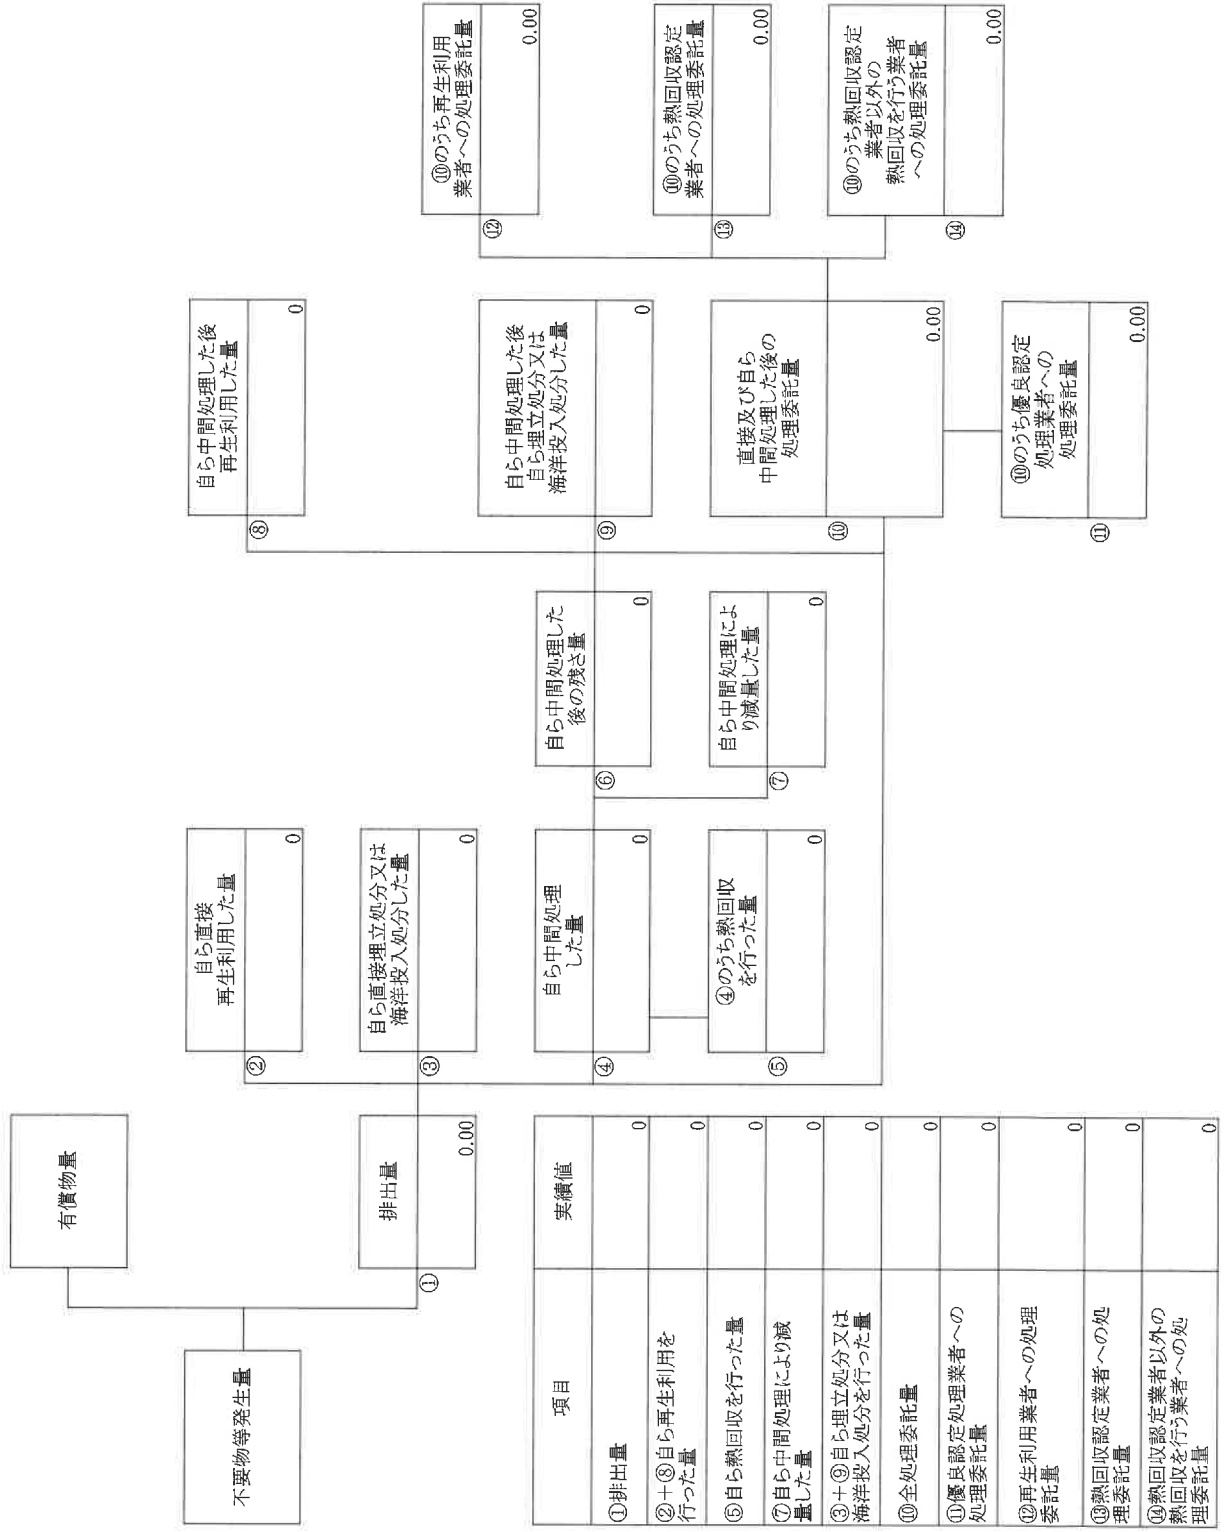 不要物等発生量
有償物量
排出量
①
0.00
自ら直接
再生利用した量
②
0
自ら直接埋立処分又は
海洋投入処分した量
③
0
自ら中間処理
した量
④
0
④のうち熱回収
を行った量
⑤
0
自ら中間処理した
後の残さ量
⑥
0
自ら中間処理によ
り減量した量
⑦
0
自ら中間処理した後
再生利用した量
⑧
0
自ら中間処理した後
自ら埋立処分又は
海洋投入処分した量
⑨
0
直接及び自ら
中間処理した後の
処理委託量
⑩
0.00
⑩のうち優良認定
処理業者への
処理委託量
⑪
0.00
⑩のうち再生利用
業者への処理委託量
⑫
0.00
⑩のうち熱回収認定
業者への処理委託量
⑬
0.00
⑩のうち熱回収認定
業者以外の
熱回収を行う業者
への処理委託量
⑭
0.00
項目
実績値
①排出量
0
②+⑧自ら再生利用を
行った量
0
⑤自ら熱回収を行った量
0
⑦自ら中間処理により減
量した量
0
③+⑨自ら埋立処分又は
海洋投入処分を行った量
0
⑩全処理委託量
0
⑪優良認定処理業者への
処理委託量
0
⑫再生利用業者への処理
委託量
0
⑬熱回収認定業者への処
理委託量
0
⑭熱回収認定業者以外の
熱回収を行う業者への処
理委託量
0